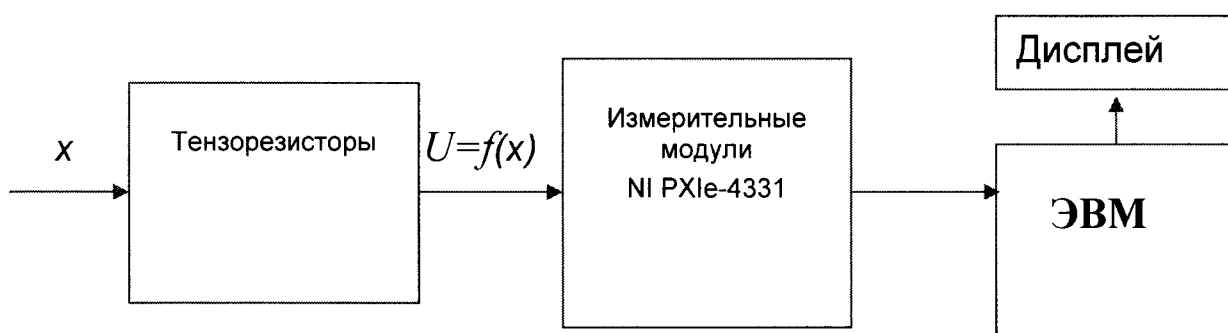 x
Тензорезисторы
U=f(x)
Измерительные
модули
NI PXIe-4331
Дисплей
ЭВМ